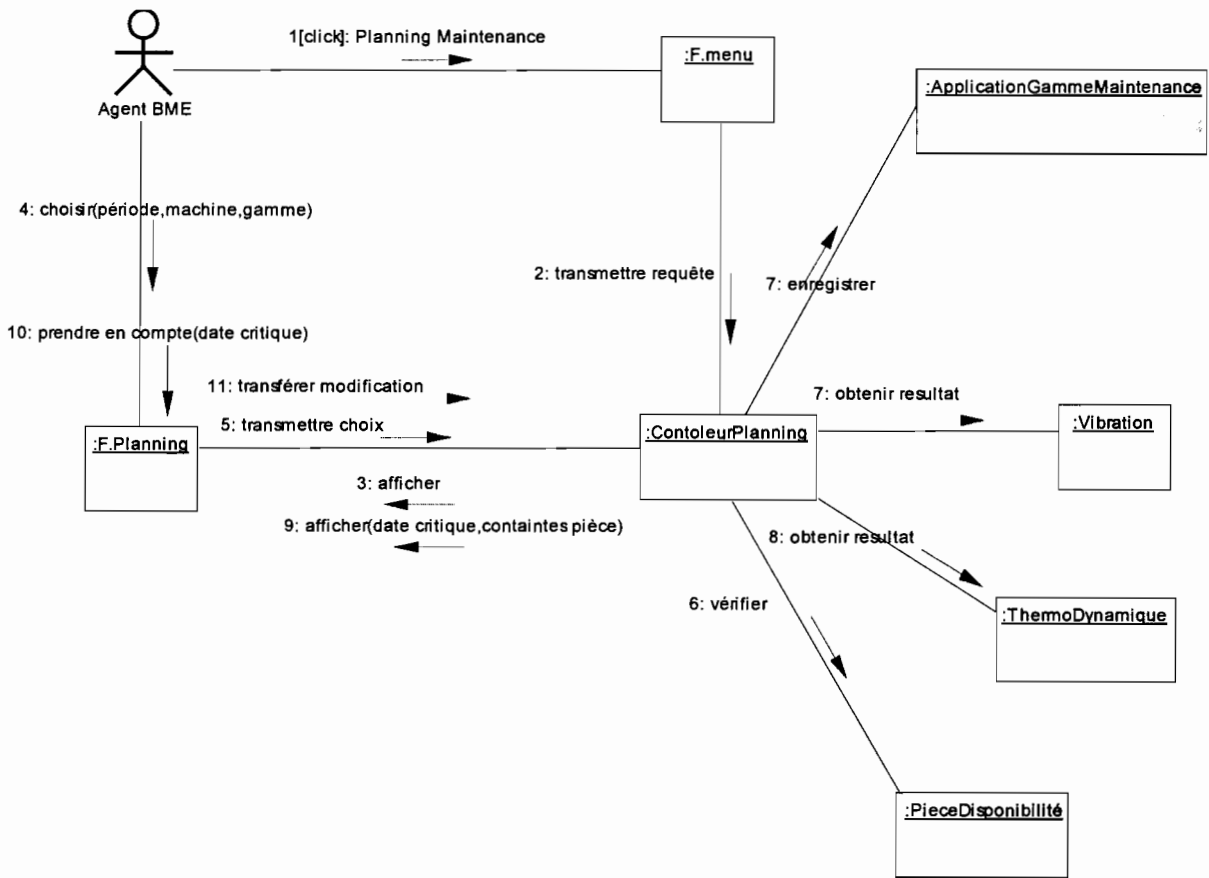 1[click]: Planning Maintenance
:F.menu
:ApplicationGammeMaintenance
Agent BME
4: choisir(période,machine,gamme)
2: transmettre requête
7: enregistrer
10: prendre en compte(date critique)
11: transférer modification
7: obtenir resultat
5: transmettre choix
:F.Planning
:ContoleurPlanning
:Vibration
3: afficher
9: afficher(date critique,containtes pièce)
8: obtenir resultat
6: vérifier
:ThermoDynamique
:PieceDisponibilité